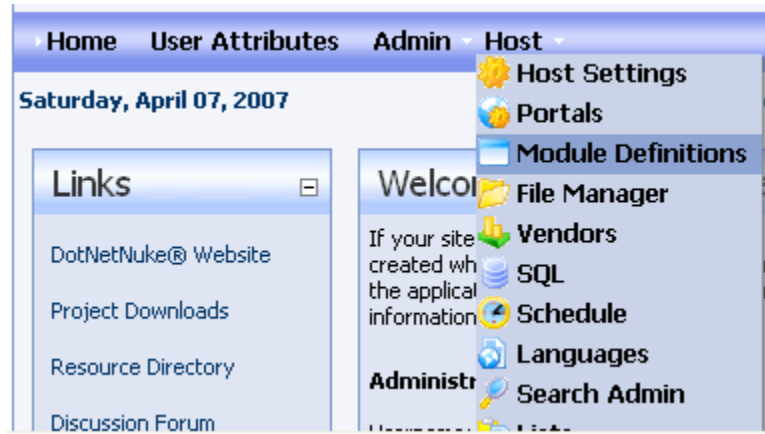 Home User Attributes Admin Host
Saturday, April 07, 2007
Host Settings
Portals
Module Definitions
File Manager
Vendors
SQL
Schedule
Languages
Search Admin
Links
DotNetNuke® Website
Project Downloads
Resource Directory
Discussion Forum
Welco
If your site
created wh
the applicat
information
Administr